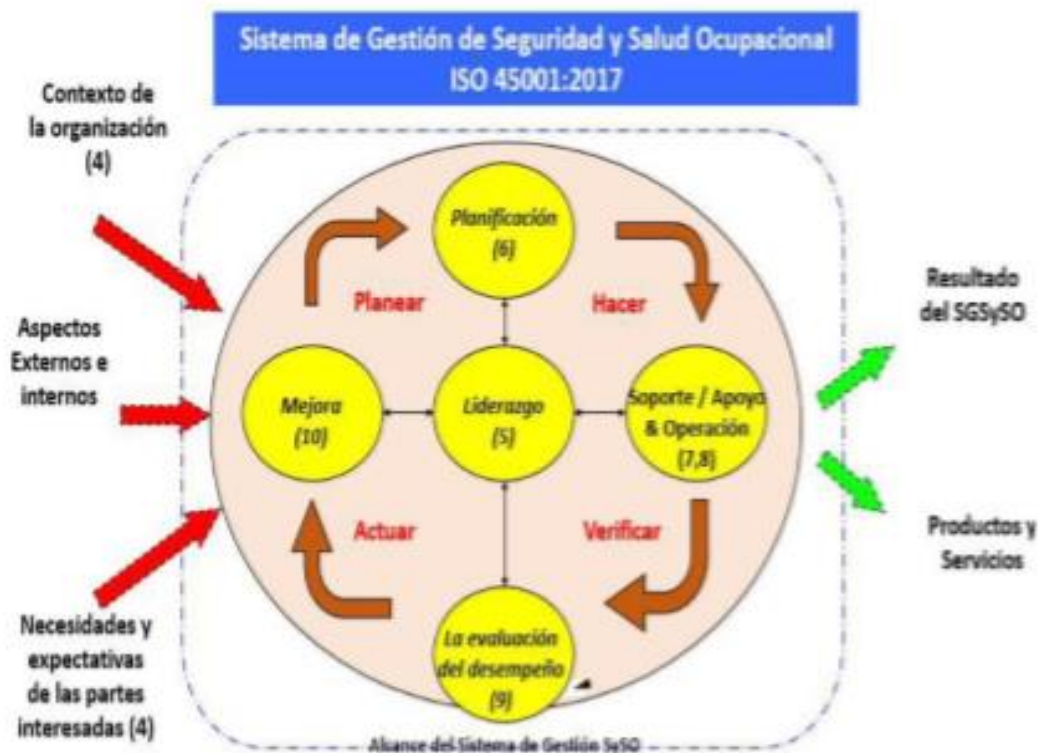 Sistema de Gestión de Seguridad y Salud Ocupacional
ISO 45001:2017
Contexto de
la organización
(4)
Planificación
(6)
Planear
Hacer
Resultado
del SGSySO
Aspectos
Externos e
internos
Mejora
(10)
Liderazgo
(5)
Soporte / Apoyo
& Operación
(7,8)
Actuar
Verificar
Productos y
Servicios
Necesidades y
expectativas
de las partes
interesadas (4)
La evaluación
del desempeño
(9)
Alcance del Sistema de Gestión SySO